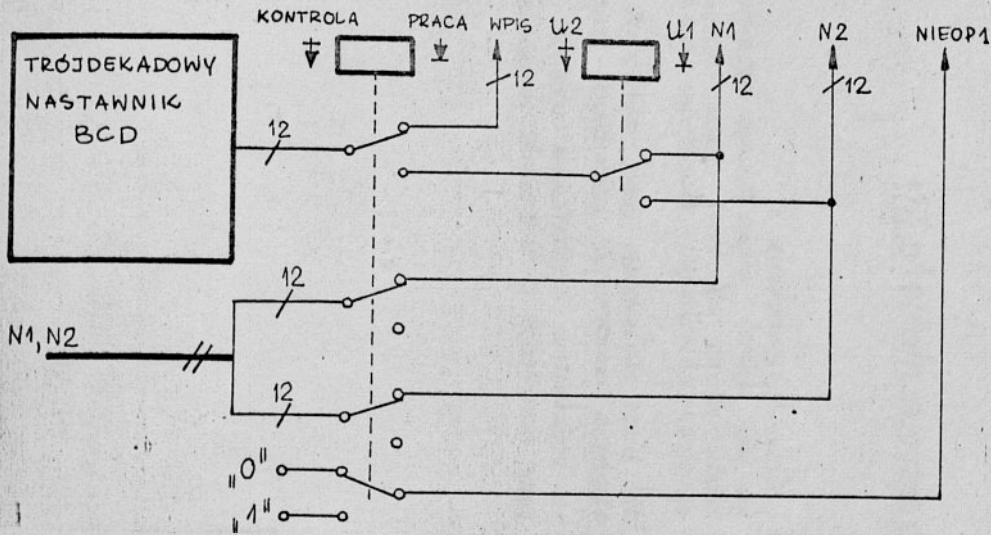 KONTROLA PRACA WPIS U2 U1 N1 N2 NIEOP1
TRÓJDEKADOWY
NASTAWNIK
BCD
12
12
12
12
12
N1, N2
12
„0"
„1"